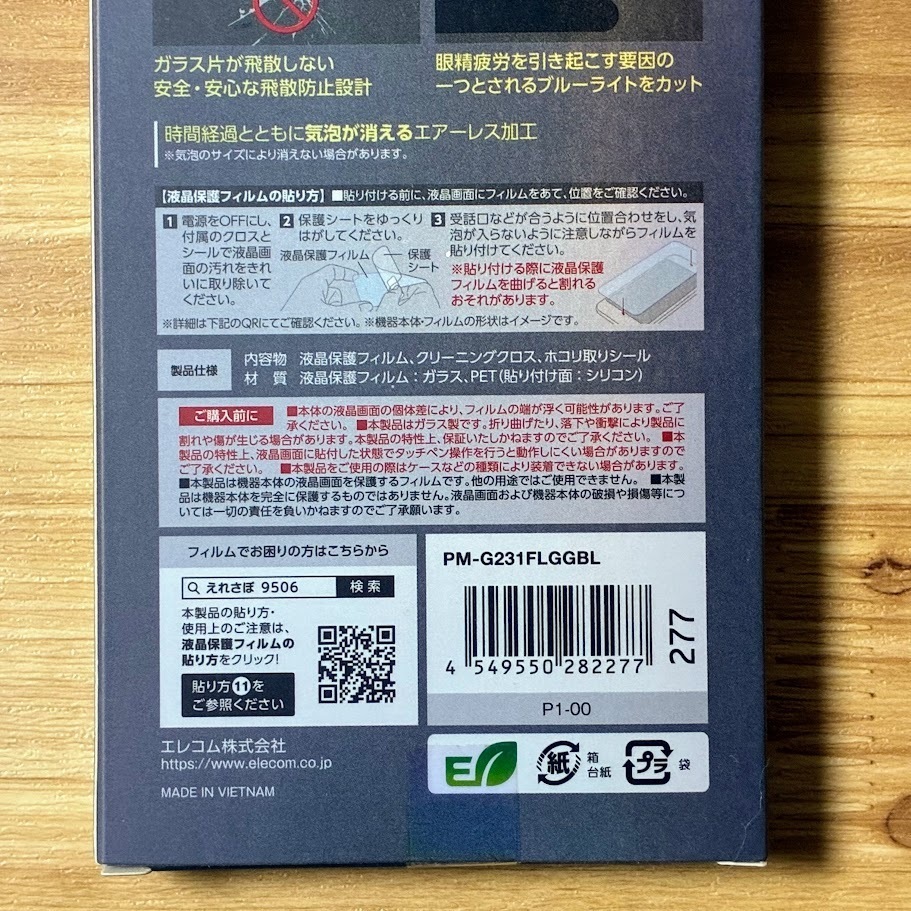 ガラス片が飛散しない
安全・安心な飛散防止設計
眼精疲労を引き起こす要因の
一つとされるブルーライトをカット
時間経過とともに気泡が消えるエアーレス加工
※気泡のサイズにより消えない場合があります。
【液晶保護フィルムの貼り方】■貼り付ける前に、液晶画面にフィルムをあて、位置をご確認ください。
1 電源をOFFにし、
付属のクロスと
シールで液晶画
面の汚れをきれ
いに取り除いて
ください。
2 保護シートをゆっくり
はがしてください。
液晶保護フィルム
保護
シート
3 受話口などが合うように位置合わせをし、気
泡が入らないように注意しながらフィルムを
貼り付けてください。
※貼り付ける際に液晶保護
フィルムを曲げると割れる
おそれがあります。
※詳細は下記のQRにてご確認ください。※機器本体・フィルムの形状はイメージです。
製品仕様
内容物 液晶保護フィルム、クリーニングクロス、ホコリ取りシール
材 質 液晶保護フィルム:ガラス、PET(貼り付け面:シリコン)
ご購入前に ■本体の液晶画面の個体差により、フィルムの端が浮く可能性があります。ご了
承ください。 ■本製品はガラス製です。折り曲げたり、落下や衝撃により製品に
割れや傷が生じる場合があります。本製品の特性上、保証いたしかねますのでご了承ください。 ■本
製品の特性上、液晶画面に貼付した状態でタッチペン操作を行うと動作しにくい場合がありますので
ご了承ください。 ■本製品をご使用の際はケースなどの種類により装着できない場合があります。
■本製品は機器本体の液晶画面を保護するフィルムです。他の用途ではご使用できません。 ■本製
品は機器本体を完全に保護するものではありません。液晶画面および機器本体の破損や損傷等につ
いては一切の責任を負いかねますのでご了承願います。
フィルムでお困りの方はこちらから
えれさぽ 9506 検索
本製品の貼り方・
使用上のご注意は、
液晶保護フィルムの
貼り方をクリック!
貼り方⑪を
ご参照ください
PM-G231FLGGBL
4 549550 282277
277
P1-00
エレコム株式会社
https://www.elecom.co.jp
MADE IN VIETNAM
E
紙
箱
台紙
プラ
袋